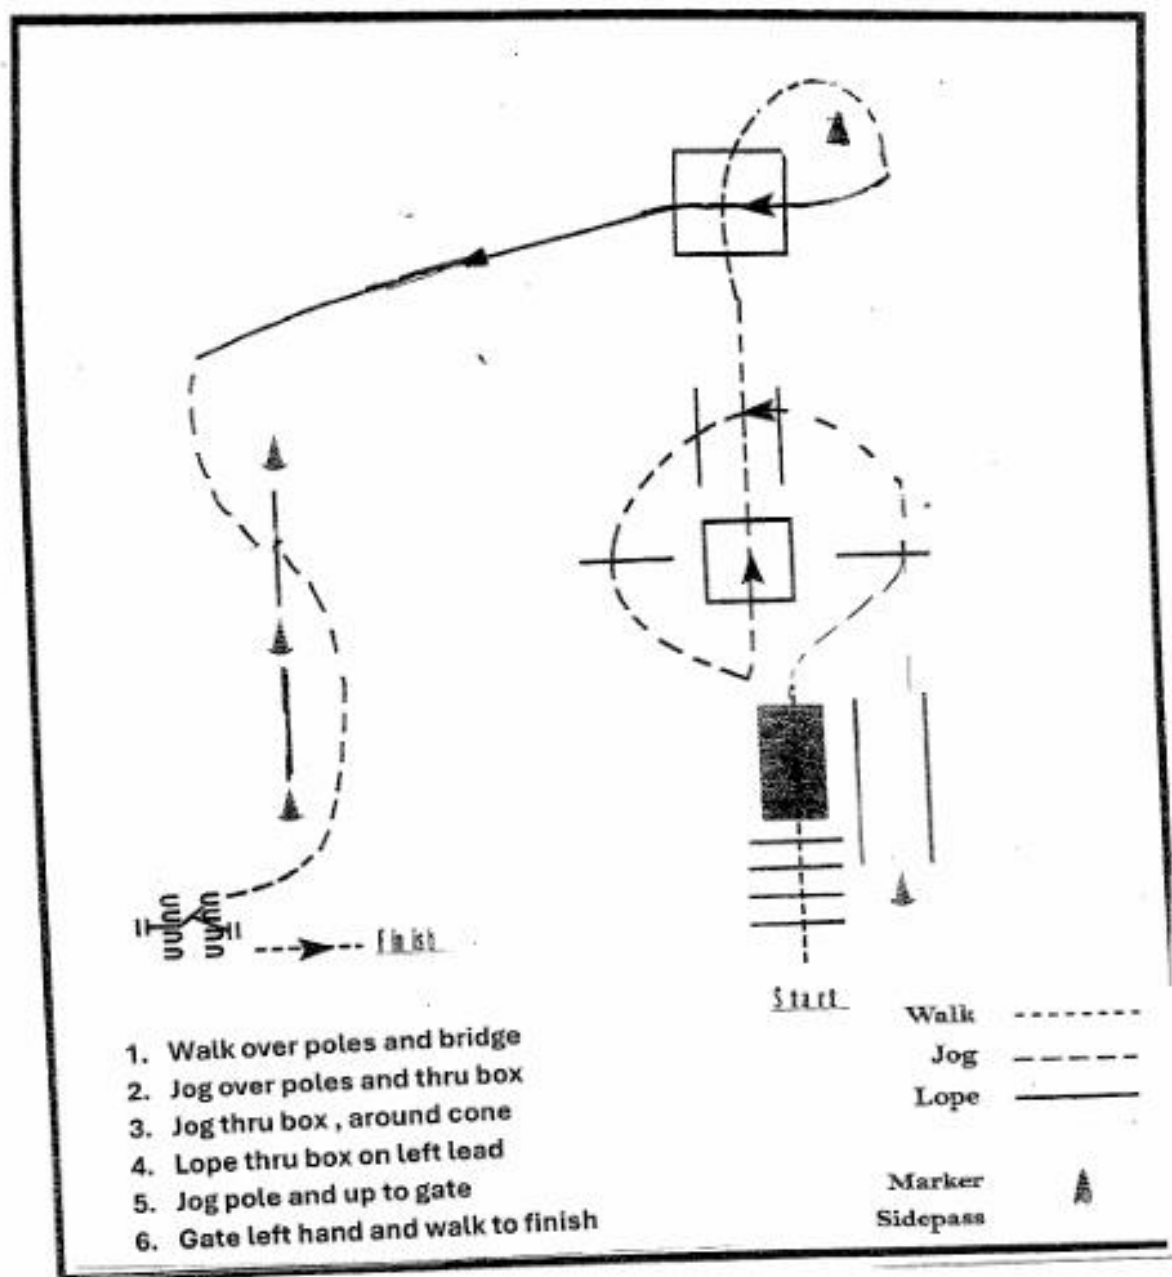 Finish
Start
Walk
Jog
Lope
Marker
Sidepass
1. Walk over poles and bridge
2. Jog over poles and thru box
3. Jog thru box , around cone
4. Lope thru box on left lead
5. Jog pole and up to gate
6. Gate left hand and walk to finish